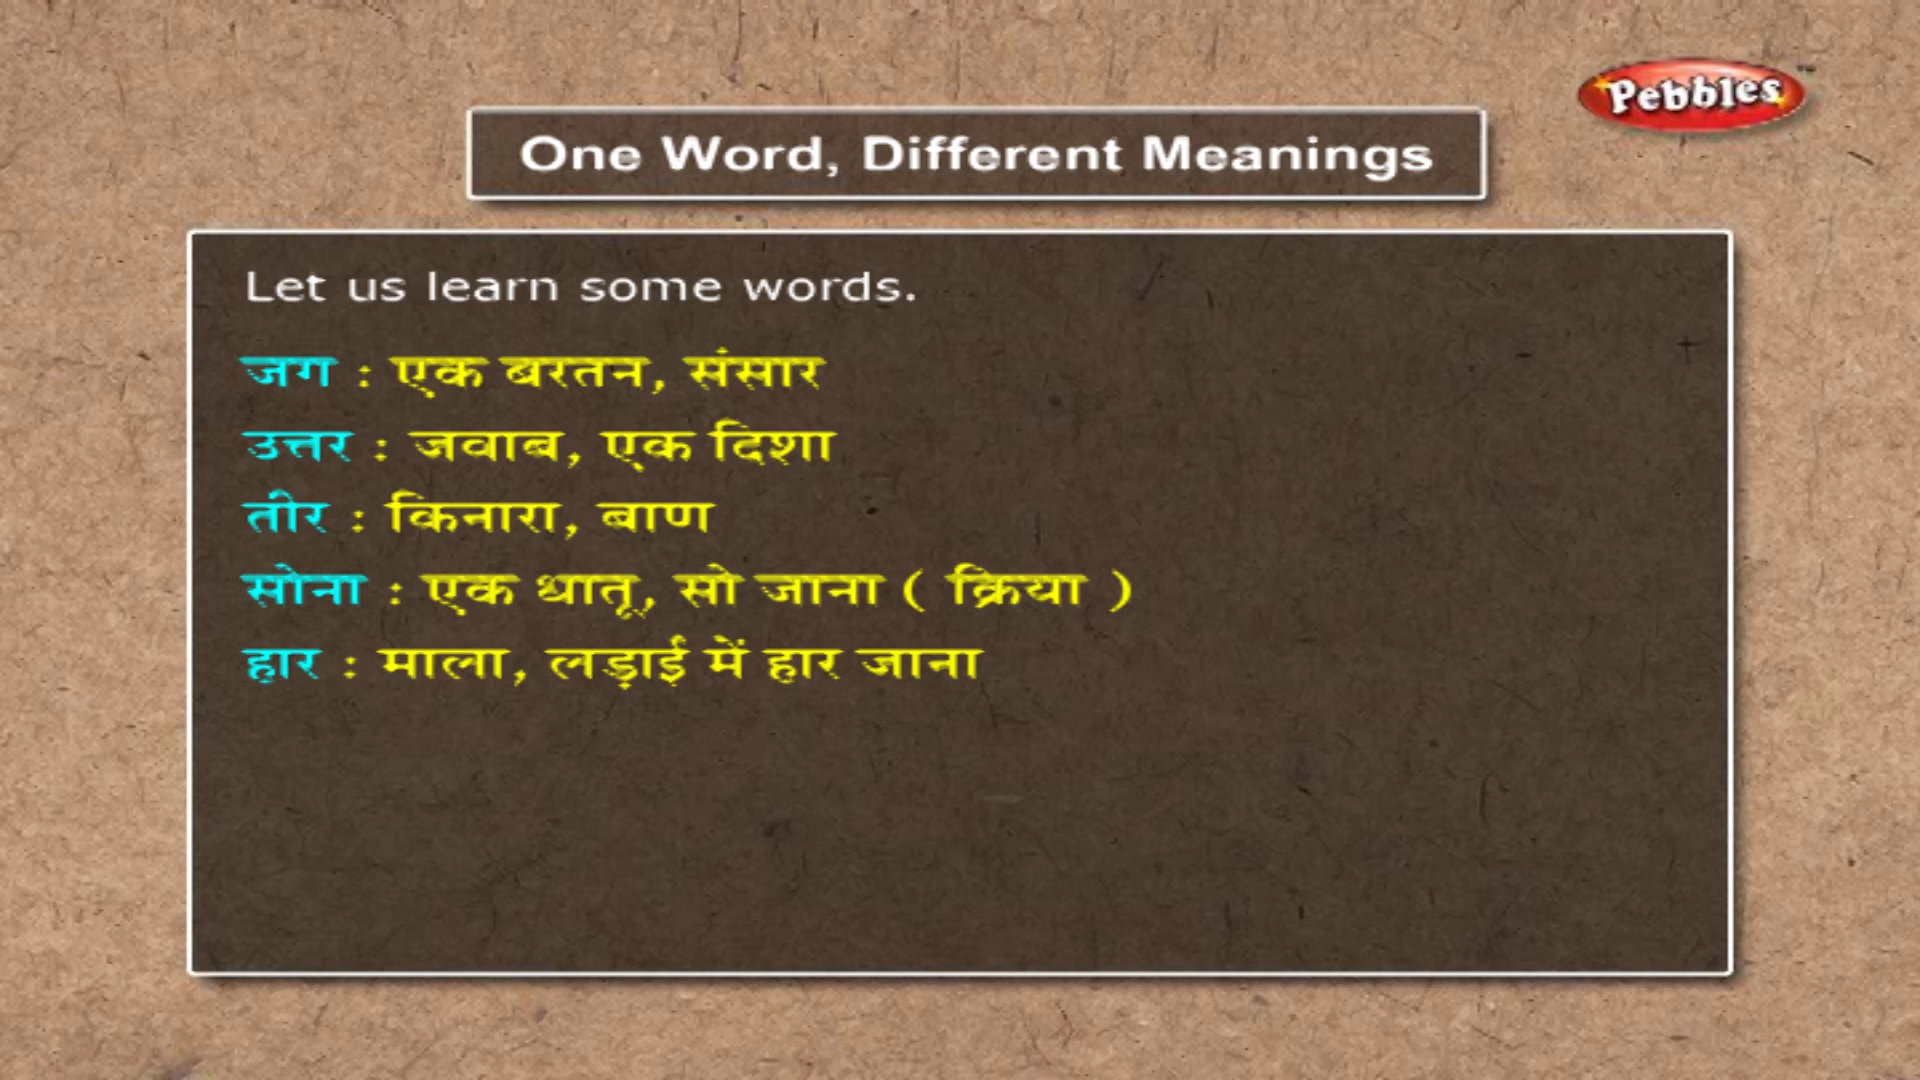 Pebbles
One Word, Different Meanings
Let us learn some words.
जग : एक बरतन, संसार
उत्तर : जवाब, एक दिशा
तीर : किनारा, बाण
सोना : एक धातू, सो जाना ( क्रिया )
हार : माला, लड़ाई में हार जाना